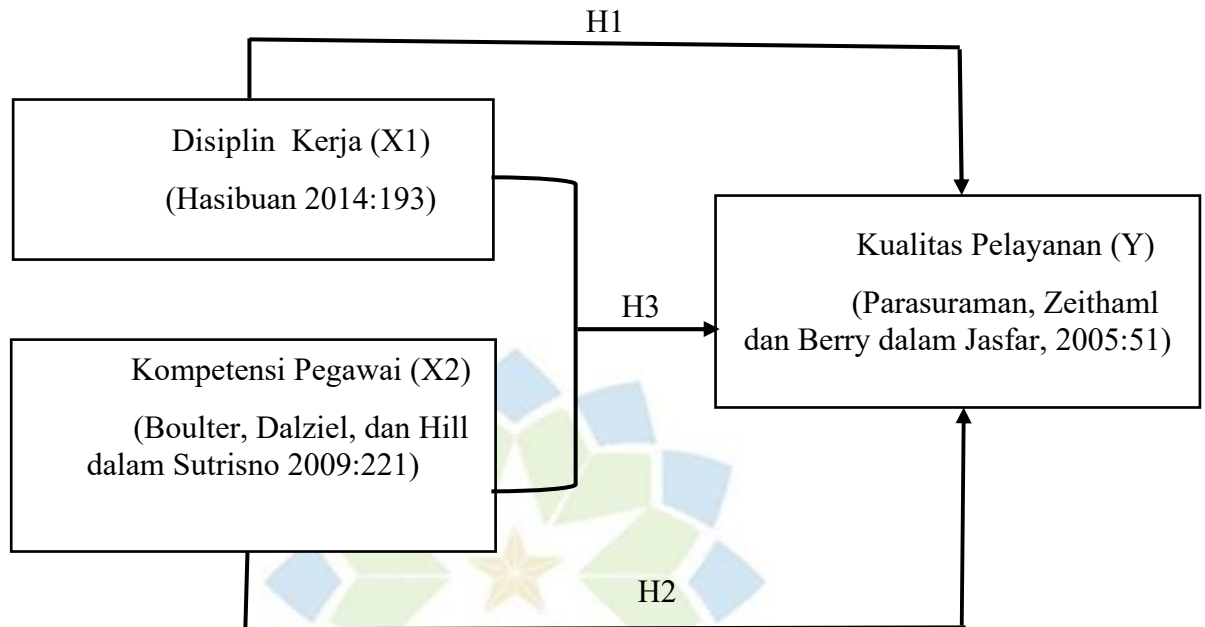 H1
Disiplin Kerja (X1)
(Hasibuan 2014:193)
Kualitas Pelayanan (Y)
(Parasuraman, Zeithaml
dan Berry dalam Jasfar, 2005:51)
H3
Kompetensi Pegawai (X2)
(Boulter, Dalziel, dan Hill
dalam Sutrisno 2009:221)
H2